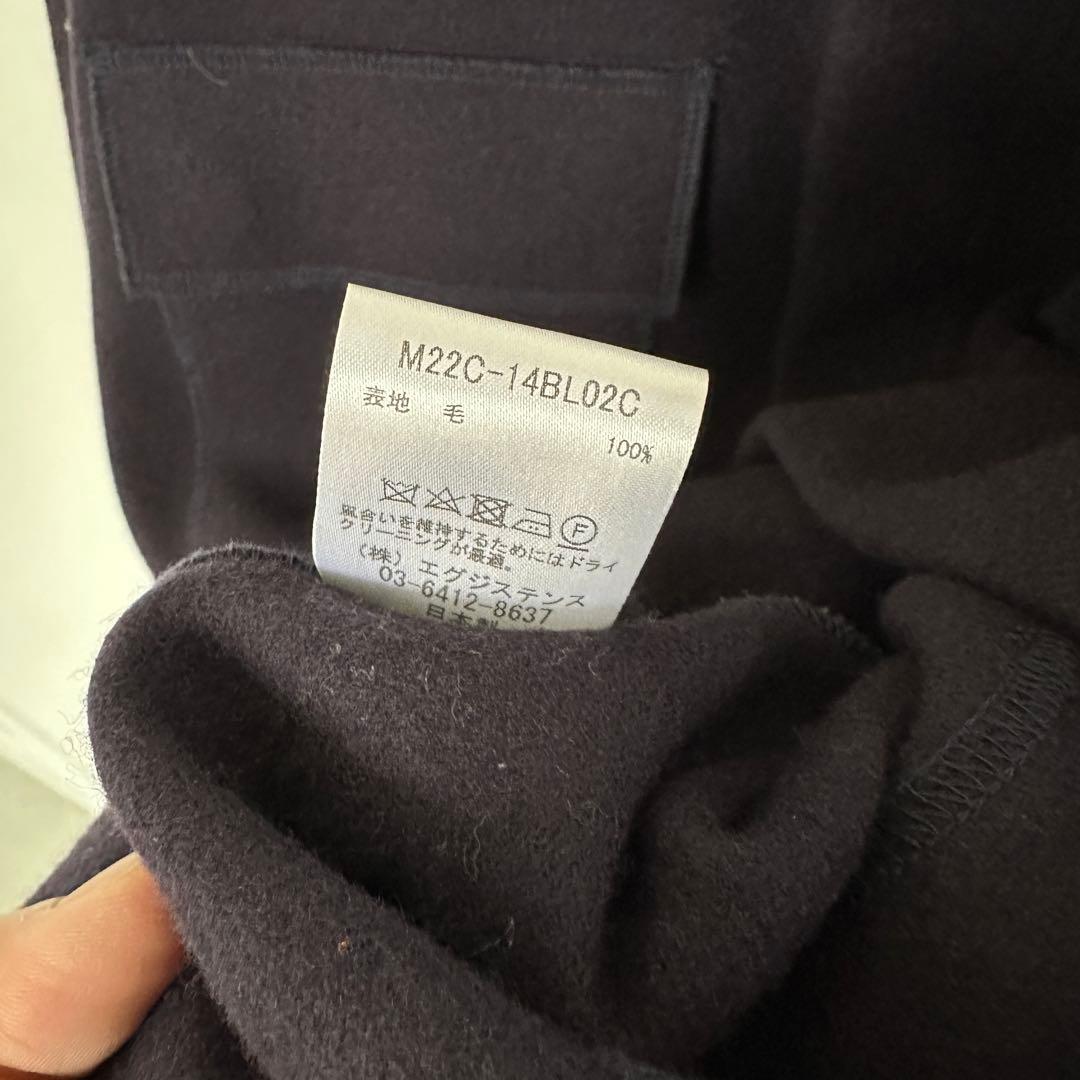 M22C-14BL02C
表地 毛
100%
F
風合いを維持するためにはドライ
クリーニングが最適。
(株) エグジステンス
03-6412-8637
日本製